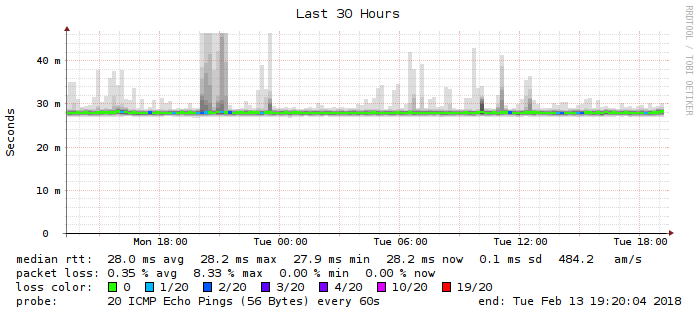 Last 30 Hours
RRDTOOL / TOBI OETIKER
Seconds
40 m
30 m
20 m
10 m
0
Mon 18:00 Tue 00:00 Tue 06:00 Tue 12:00 Tue 18:00
median rtt: 28.0 ms avg 28.2 ms max 27.9 ms min 28.2 ms now 0.1 ms sd 484.2 am/s
packet loss: 0.35 % avg 8.33 % max 0.00 % min 0.00 % now
loss color: 0 1/20 2/20 3/20 4/20 10/20 19/20
probe: 20 ICMP Echo Pings (56 Bytes) every 60s end: Tue Feb 13 19:20:04 2018